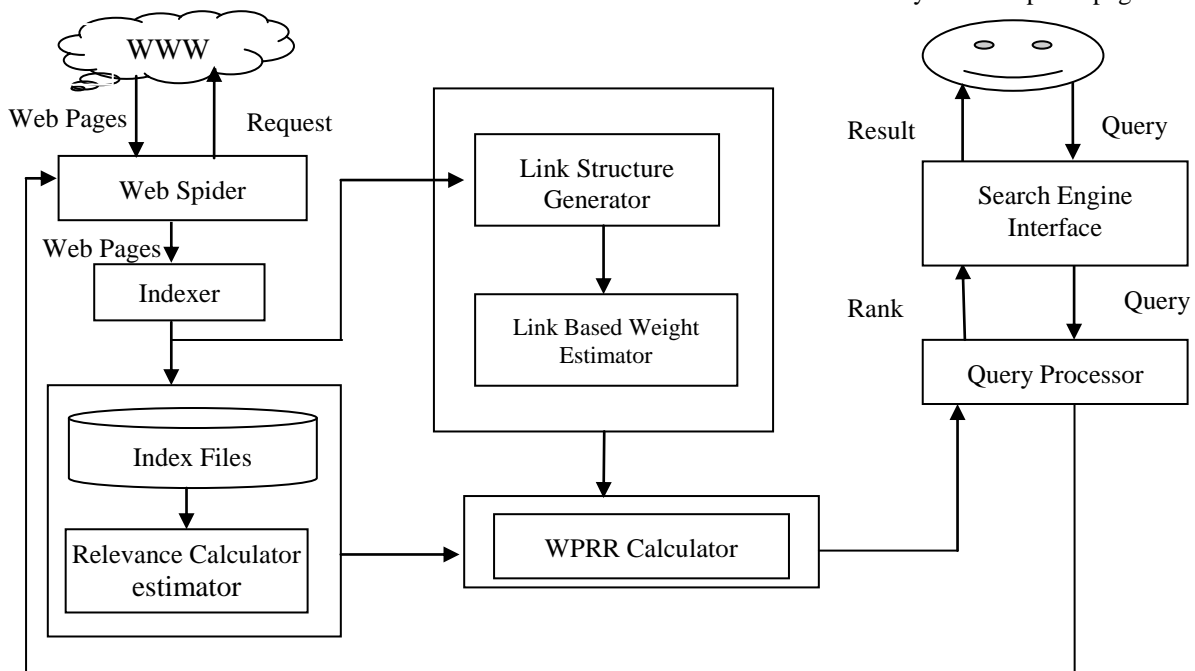 WWW
Web Pages
Request
Result
Query
Web Spider
Link Structure
Generator
Search Engine
Interface
Web Pages
Indexer
Rank
Query
Link Based Weight
Estimator
Query Processor
Index Files
Relevance Calculator
estimator
WPRR Calculator